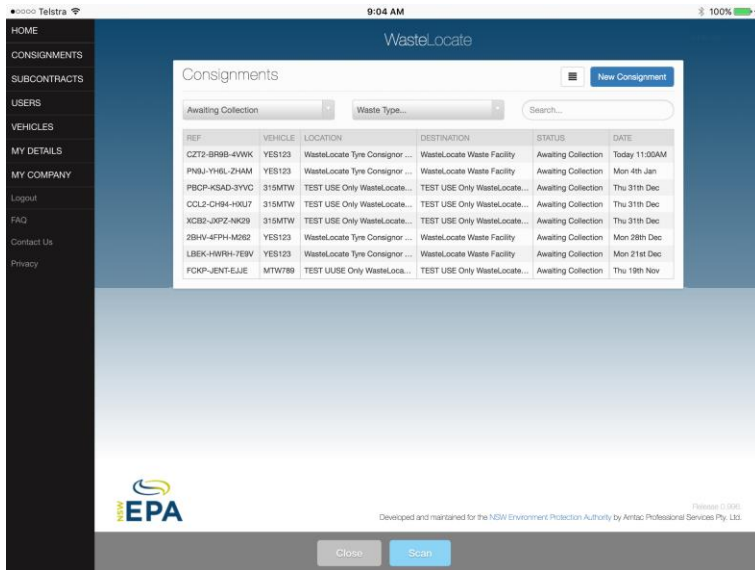 Telstra 9:04 AM 100%
HOME
CONSIGNMENTS
SUBCONTRACTS
USERS
VEHICLES
MY DETAILS
MY COMPANY
Logout
FAQ
Contact Us
Privacy
WasteLocate
Consignments New Consignment
Awaiting Collection Waste Type... Search...
REF VEHICLE LOCATION DESTINATION STATUS DATE
CZT2-BR9B-4VWK YES123 WasteLocate Tyre Consignor ... WasteLocate Waste Facility Awaiting Collection Today 11:00AM
PN9J-YH6L-ZHAM YES123 WasteLocate Tyre Consignor ... WasteLocate Waste Facility Awaiting Collection Mon 4th Jan
PBCP-KSAD-3YVC 315MTW TEST USE Only WasteLocate... TEST USE Only WasteLocate... Awaiting Collection Thu 31th Dec
CCL2-CH94-HXU7 315MTW TEST USE Only WasteLocate... TEST USE Only WasteLocate... Awaiting Collection Thu 31th Dec
XCB2-JXPZ-NK29 315MTW TEST USE Only WasteLocate... TEST USE Only WasteLocate... Awaiting Collection Thu 31th Dec
2BHV-4FPH-M262 YES123 WasteLocate Tyre Consignor ... WasteLocate Waste Facility Awaiting Collection Mon 28th Dec
LBEK-HWRH-7E9V YES123 WasteLocate Tyre Consignor ... WasteLocate Waste Facility Awaiting Collection Mon 21st Dec
FCKP-JENT-EJJE MTW789 TEST UUSE Only WasteLoca... TEST USE Only WasteLocate... Awaiting Collection Thu 19th Nov
NSW EPA
Release 0.996.
Developed and maintained for the NSW Environment Protection Authority by Amtac Professional Services Pty. Ltd.
Close Scan